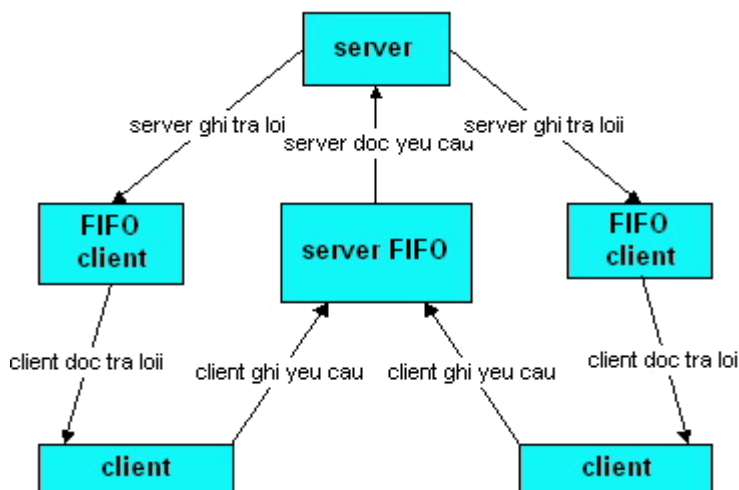 server
server ghi tra loi
server doc yeu cau
server ghi tra loii
FIFO
client
server FIFO
FIFO
client
client doc tra loii
client ghi yeu cau
client ghi yeu cau
client doc tra loi
client
client